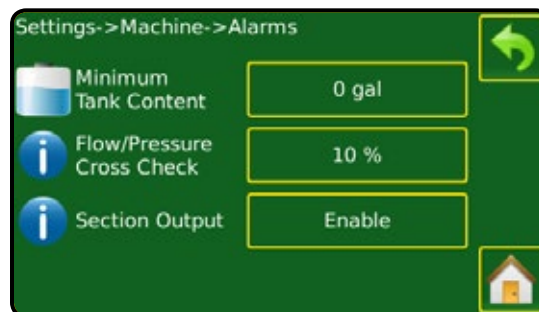 Settings->Machine->Alarms
Minimum
Tank Content
0 gal
Flow/Pressure
Cross Check
10 %
Section Output
Enable